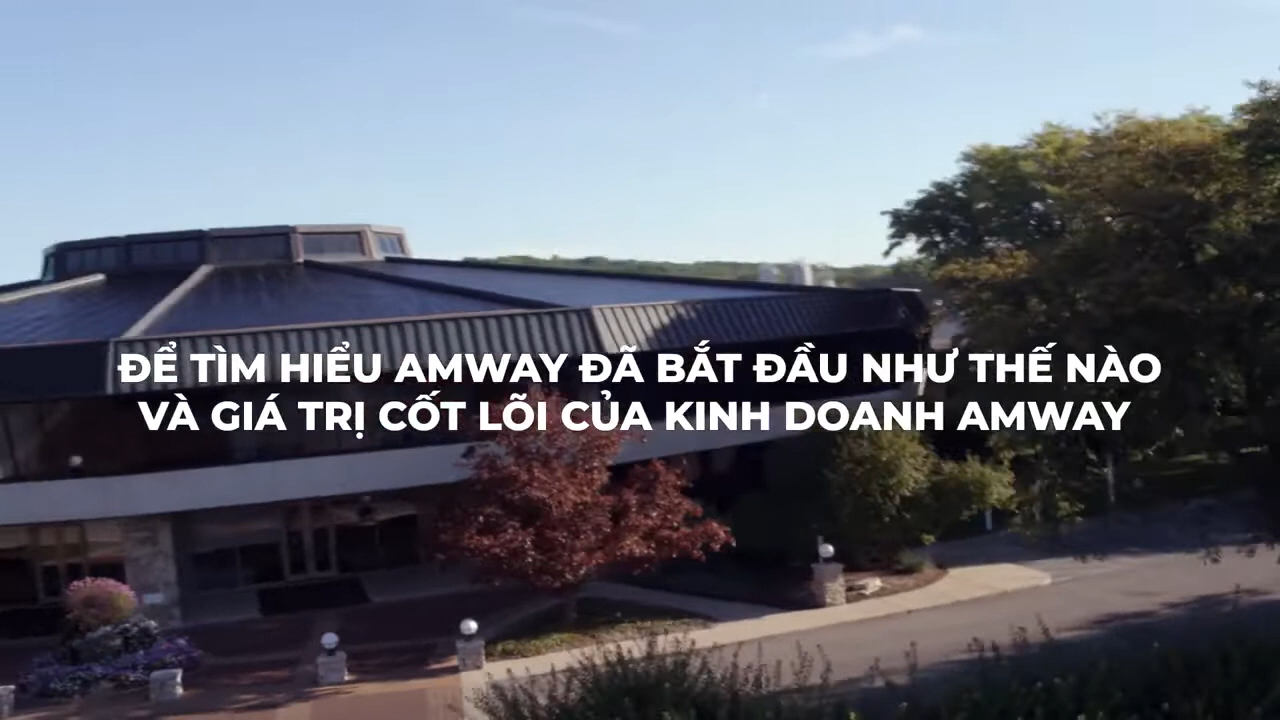 ĐỂ TÌM HIỂU AMWAY ĐÃ BẮT ĐẦU NHƯ THẾ NÀO
VÀ GIÁ TRỊ CỐT LÕI CỦA KINH DOANH AMWAY